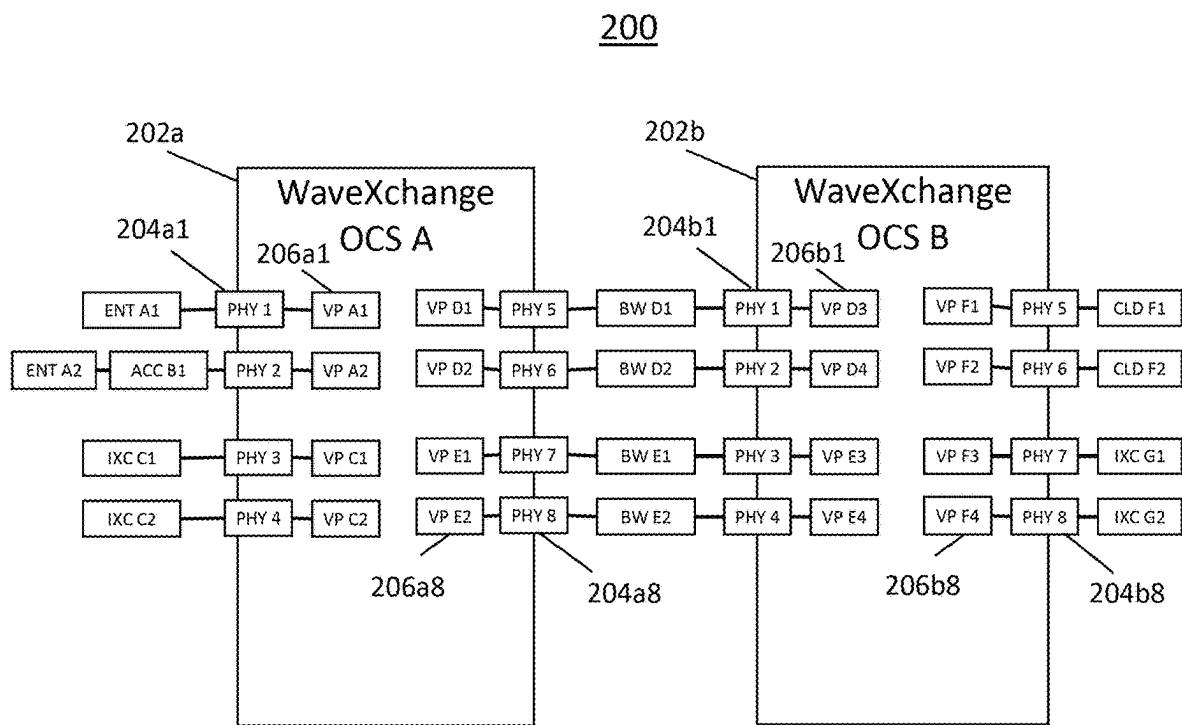 200
202a
202b
WaveXchange
OCS A
WaveXchange
OCS B
204a1
206a1
204b1
206b1
ENT A1 PHY 1 VP A1 VP D1 PHY 5 BW D1 PHY 1 VP D3 VP F1 PHY 5 CLD F1
ENT A2 ACC B1 PHY 2 VP A2 VP D2 PHY 6 BW D2 PHY 2 VP D4 VP F2 PHY 6 CLD F2
IXC C1 PHY 3 VP C1 VP E1 PHY 7 BW E1 PHY 3 VP E3 VP F3 PHY 7 IXC G1
IXC C2 PHY 4 VP C2 VP E2 PHY 8 BW E2 PHY 4 VP E4 VP F4 PHY 8 IXC G2
206a8
204a8
206b8
204b8